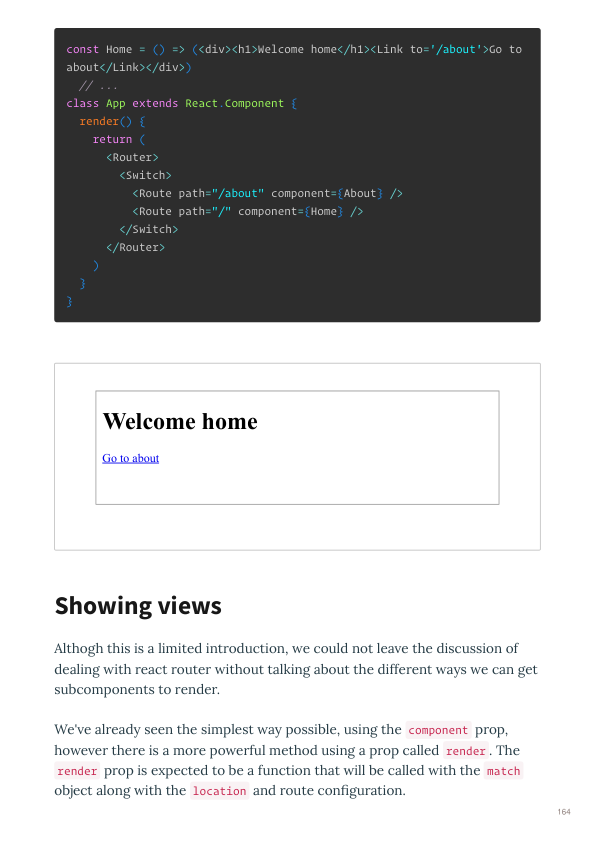 const Home = () => (<div><h1>Welcome home</h1><Link to='/about'>Go to
about</Link></div>)
  // ...
class App extends React.Component {
  render() {
    return (
      <Router>
        <Switch>
          <Route path="/about" component={About} />
          <Route path="/" component={Home} />
        </Switch>
      </Router>
    )
  }
}
Welcome home
Go to about
Showing views
Althogh this is a limited introduction, we could not leave the discussion of
dealing with react router without talking about the different ways we can get
subcomponents to render.
We've already seen the simplest way possible, using the component prop,
however there is a more powerful method using a prop called render . The
render prop is expected to be a function that will be called with the match
object along with the location and route configuration.
164